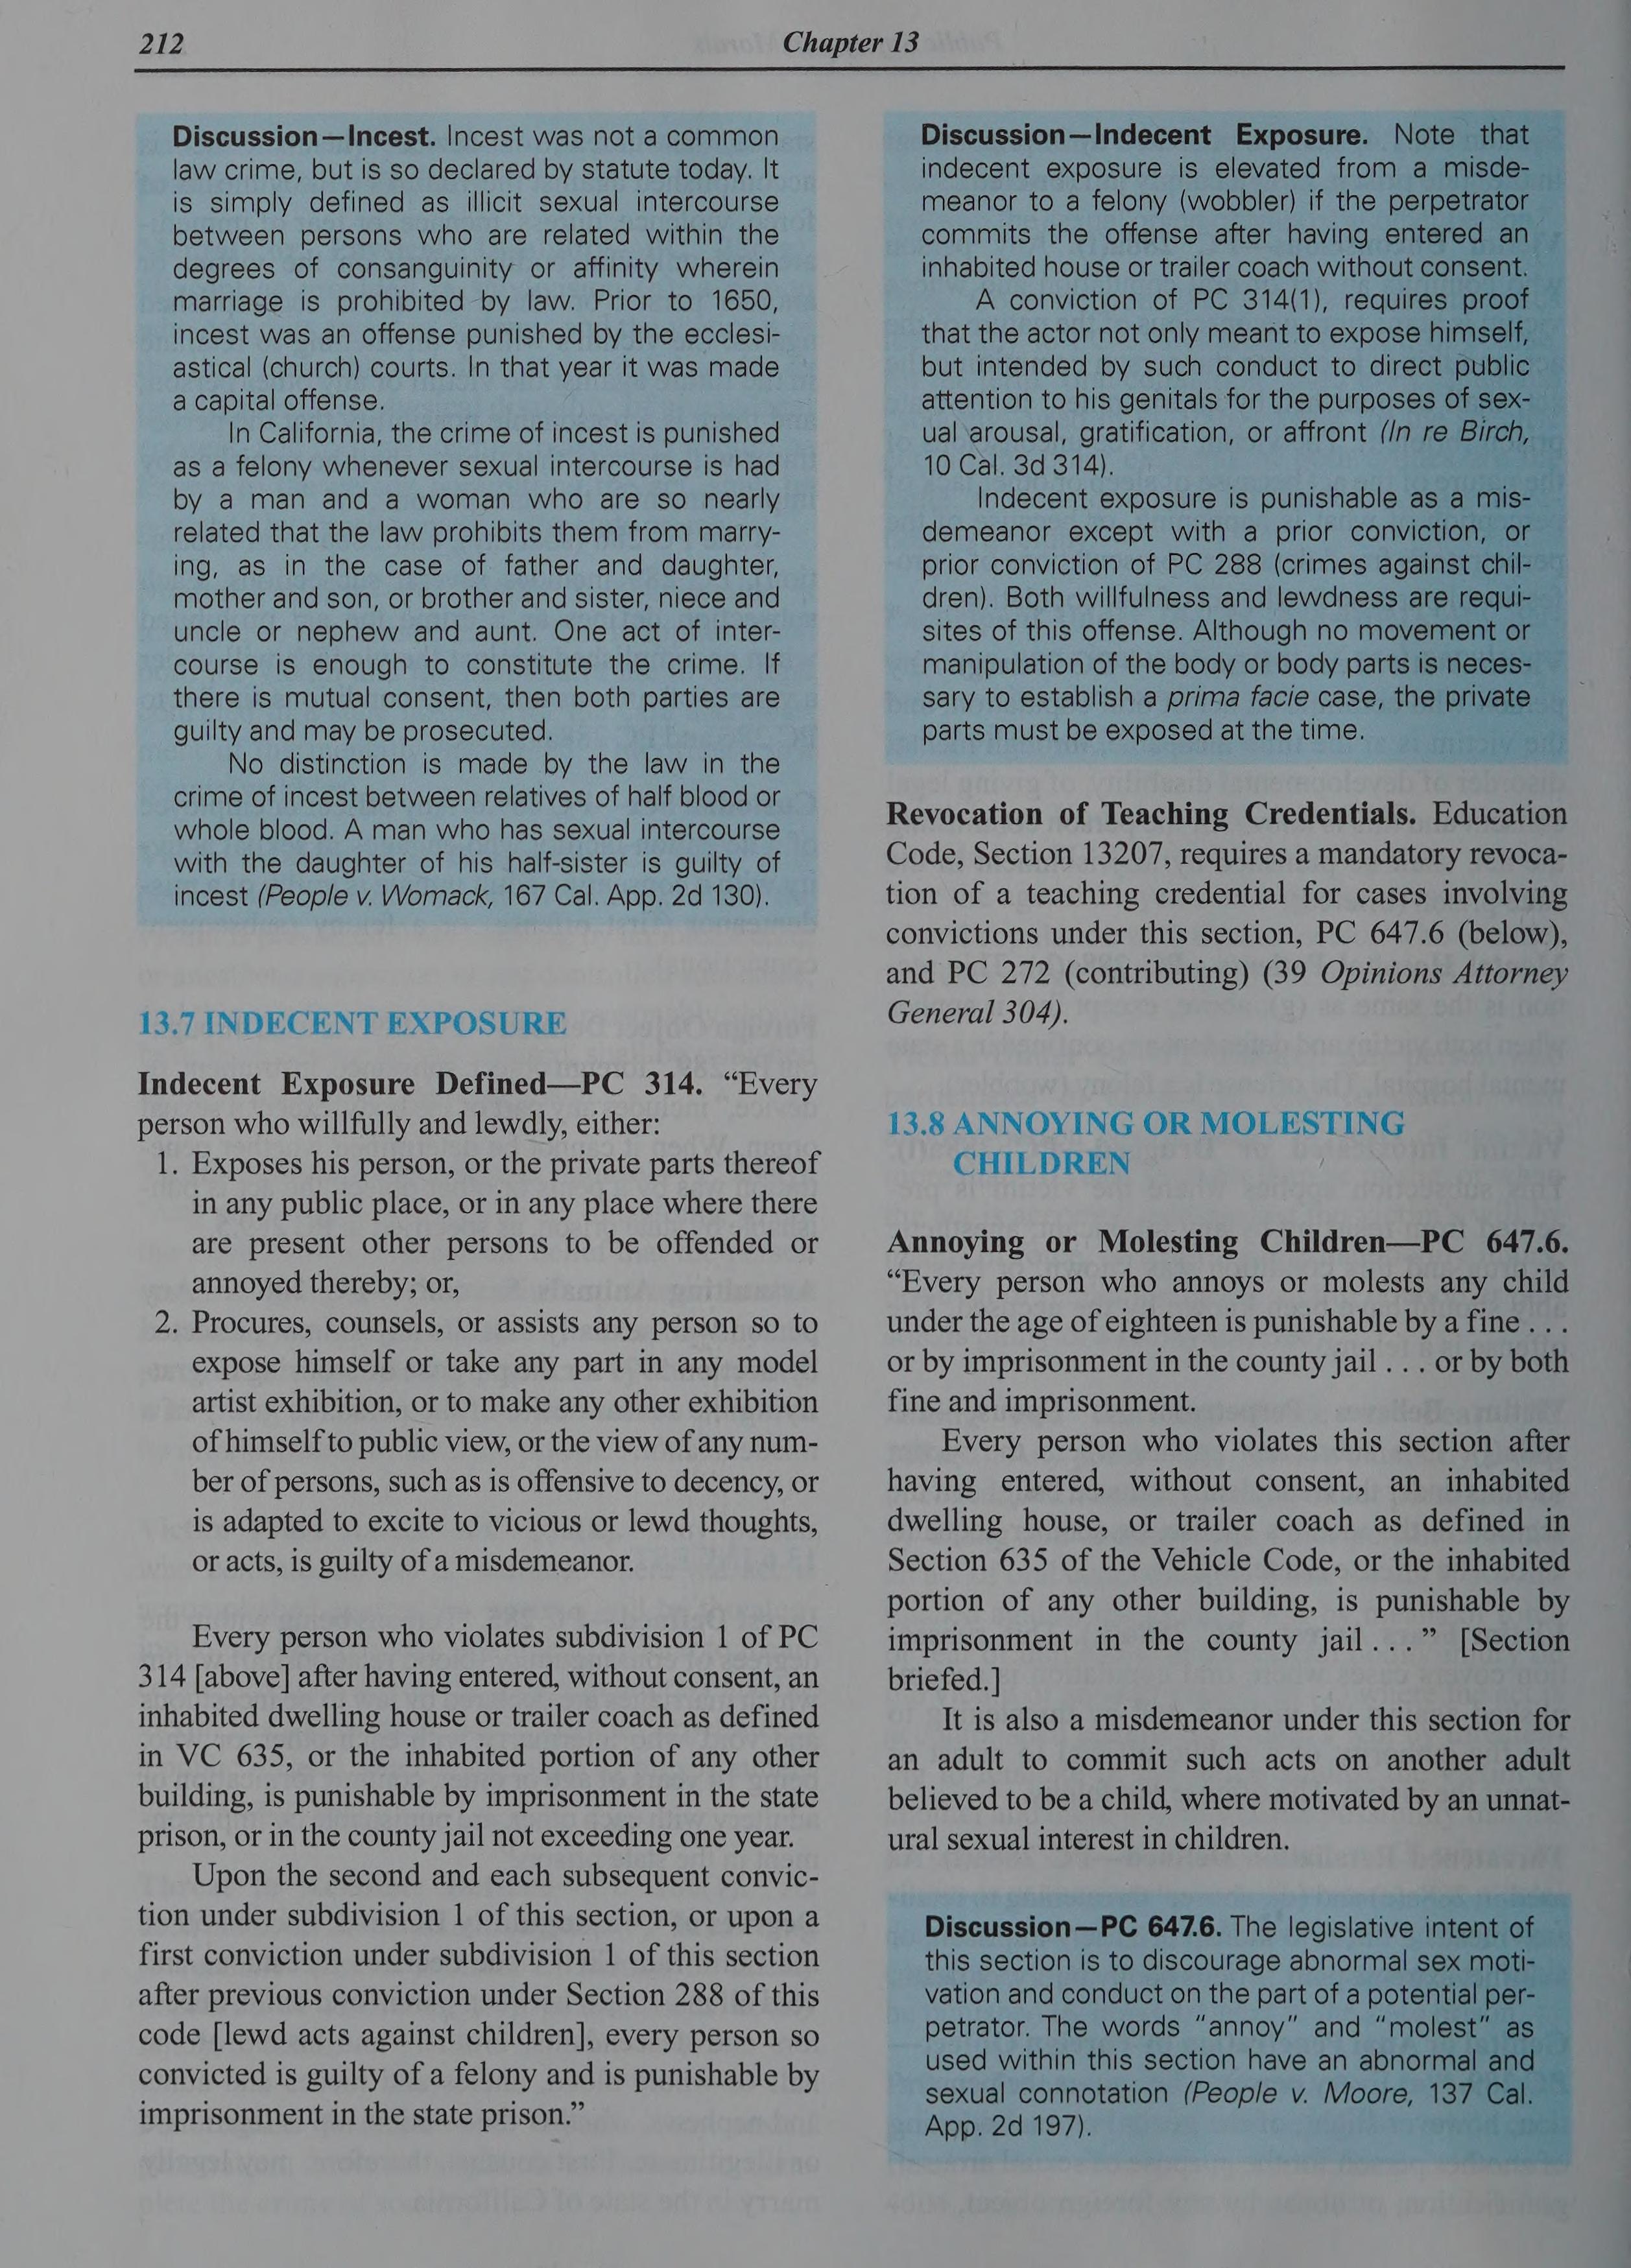 212
Chapter 13
Discussion—Incest. Incest was not a common
law crime, but is so declared by statute today. It
is simply defined as illicit sexual intercourse
between persons who are related within the
degrees of consanguinity or affinity wherein
marriage is prohibited by law. Prior to 1650,
incest was an offense punished by the ecclesi-
astical (church) courts. In that year it was made
a capital offense.
In California, the crime of incest is punished
as a felony whenever sexual intercourse is had
by a man and a woman who are so nearly
related that the law prohibits them from marry-
ing, as in the case of father and daughter,
mother and son, or brother and sister, niece and
uncle or nephew and aunt. One act of inter-
course is enough to constitute the crime. If
there is mutual consent, then both parties are
guilty and may be prosecuted.
No distinction is made by the law in the
crime of incest between relatives of half blood or
whole blood. A man who has sexual intercourse
with the daughter of his half-sister is guilty of
incest (People v. Womack, 167 Cal. App. 2d 130).
13.7 INDECENT EXPOSURE
Indecent Exposure Defined—PC 314. “Every
person who willfully and lewdly, either:
1. Exposes his person, or the private parts thereof
in any public place, or in any place where there
are present other persons to be offended or
annoyed thereby; or,
2. Procures, counsels, or assists any person so to
expose himself or take any part in any model
artist exhibition, or to make any other exhibition
of himself to public view, or the view of any num-
ber of persons, such as is offensive to decency, or
is adapted to excite to vicious or lewd thoughts,
or acts, is guilty of a misdemeanor.
Every person who violates subdivision 1 of PC
314 [above] after having entered, without consent, an
inhabited dwelling house or trailer coach as defined
in VC 635, or the inhabited portion of any other
building, is punishable by imprisonment in the state
prison, or in the county jail not exceeding one year.
Upon the second and each subsequent convic-
tion under subdivision 1 of this section, or upon a
first conviction under subdivision 1 of this section
after previous conviction under Section 288 of this
code [lewd acts against children], every person so
convicted is guilty of a felony and is punishable by
imprisonment in the state prison.”
Discussion—Indecent Exposure. Note that
indecent exposure is elevated from a misde-
meanor to a felony (wobbler) if the perpetrator
commits the offense after having entered an
inhabited house or trailer coach without consent.
A conviction of PC 314(1), requires proof
that the actor not only meant to expose himself,
but intended by such conduct to direct public
attention to his genitals for the purposes of sex-
ual arousal, gratification, or affront (In re Birch,
10 Cal. 3d 314).
Indecent exposure is punishable as a mis-
demeanor except with a prior conviction, or
prior conviction of PC 288 (crimes against chil-
dren). Both willfulness and lewdness are requi-
sites of this offense. Although no movement or
manipulation of the body or body parts is neces-
sary to establish a prima facie case, the private
parts must be exposed at the time.
Revocation of Teaching Credentials. Education
Code, Section 13207, requires a mandatory revoca-
tion of a teaching credential for cases involving
convictions under this section, PC 647.6 (below),
and PC 272 (contributing) (39 Opinions Attorney
General 304).
13.8 ANNOYING OR MOLESTING
CHILDREN
Annoying or Molesting Children—PC 647.6.
“Every person who annoys or molests any child
under the age of eighteen is punishable by a fine . . .
or by imprisonment in the county jail . . . or by both
fine and imprisonment.
Every person who violates this section after
having entered, without consent, an inhabited
dwelling house, or trailer coach as defined in
Section 635 of the Vehicle Code, or the inhabited
portion of any other building, is punishable by
imprisonment in the county jail . . .” [Section
briefed.]
It is also a misdemeanor under this section for
an adult to commit such acts on another adult
believed to be a child, where motivated by an unnat-
ural sexual interest in children.
Discussion—PC 647.6. The legislative intent of
this section is to discourage abnormal sex moti-
vation and conduct on the part of a potential per-
petrator. The words “annoy” and “molest” as
used within this section have an abnormal and
sexual connotation (People v. Moore, 137 Cal.
App. 2d 197).